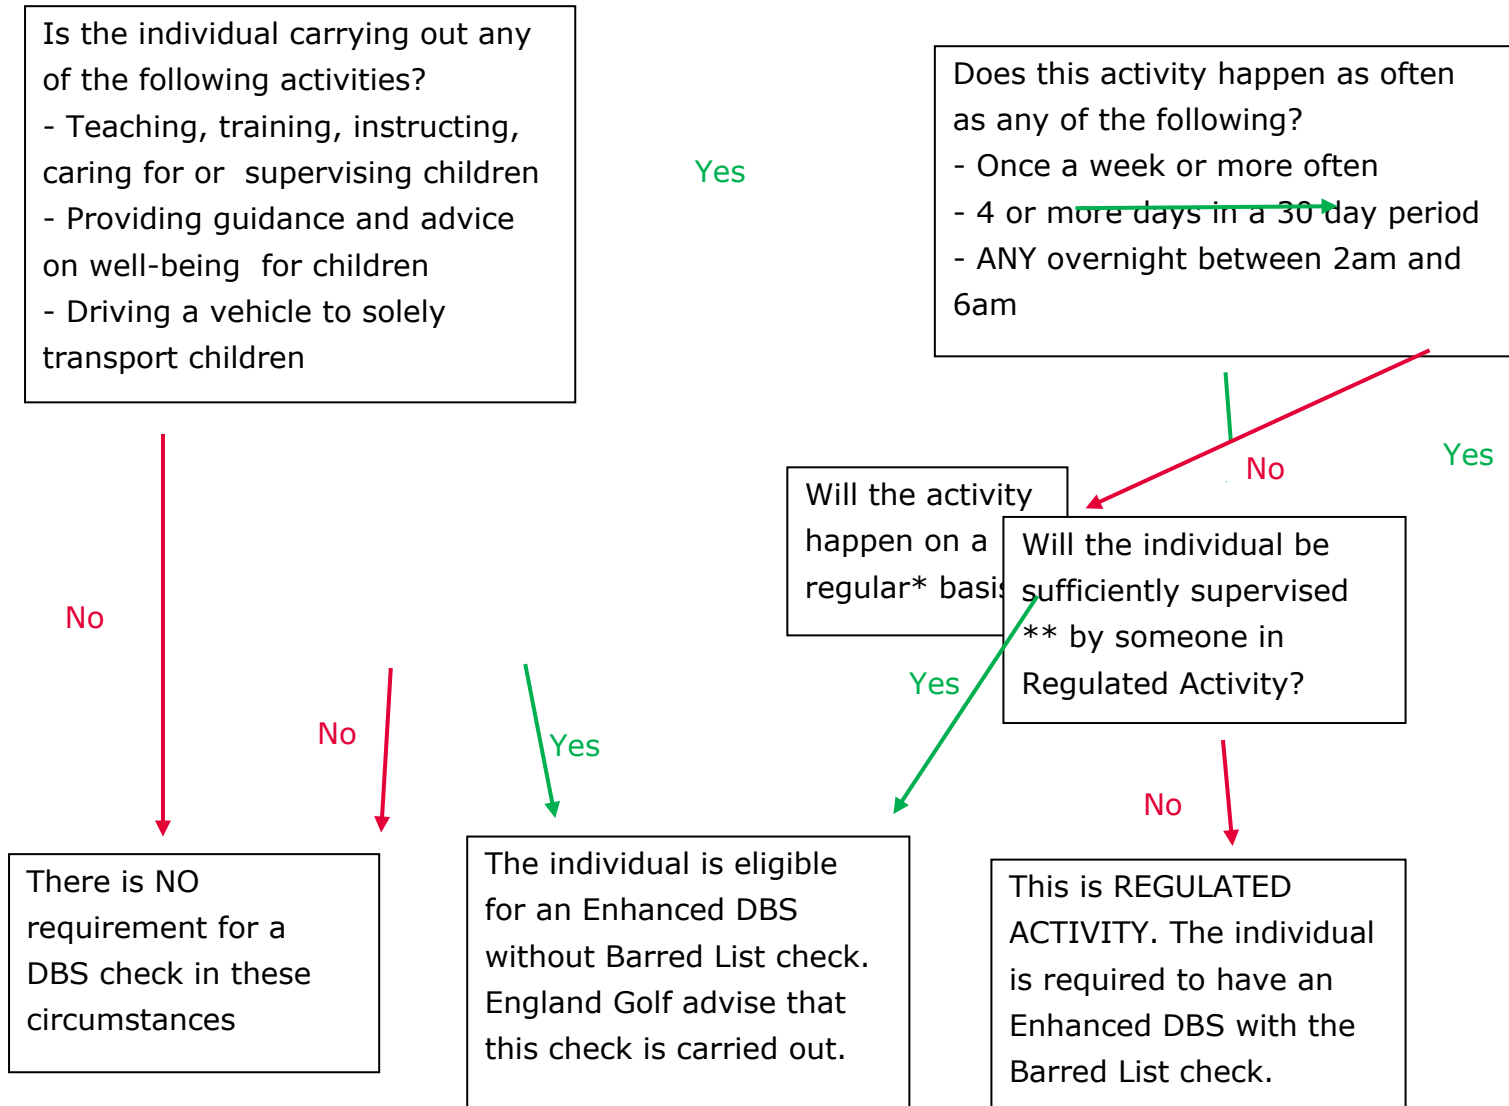 Is the individual carrying out any
of the following activities?
- Teaching, training, instructing,
caring for or supervising children
- Providing guidance and advice
on well-being for children
- Driving a vehicle to solely
transport children
Yes
Does this activity happen as often
as any of the following?
- Once a week or more often
- 4 or more days in a 30 day period
- ANY overnight between 2am and
6am
No
Yes
Will the activity
happen on a
regular* basis
Will the individual be
sufficiently supervised
** by someone in
Regulated Activity?
No
Yes
No
Yes
No
There is NO
requirement for a
DBS check in these
circumstances
The individual is eligible
for an Enhanced DBS
without Barred List check.
England Golf advise that
this check is carried out.
This is REGULATED
ACTIVITY. The individual
is required to have an
Enhanced DBS with the
Barred List check.